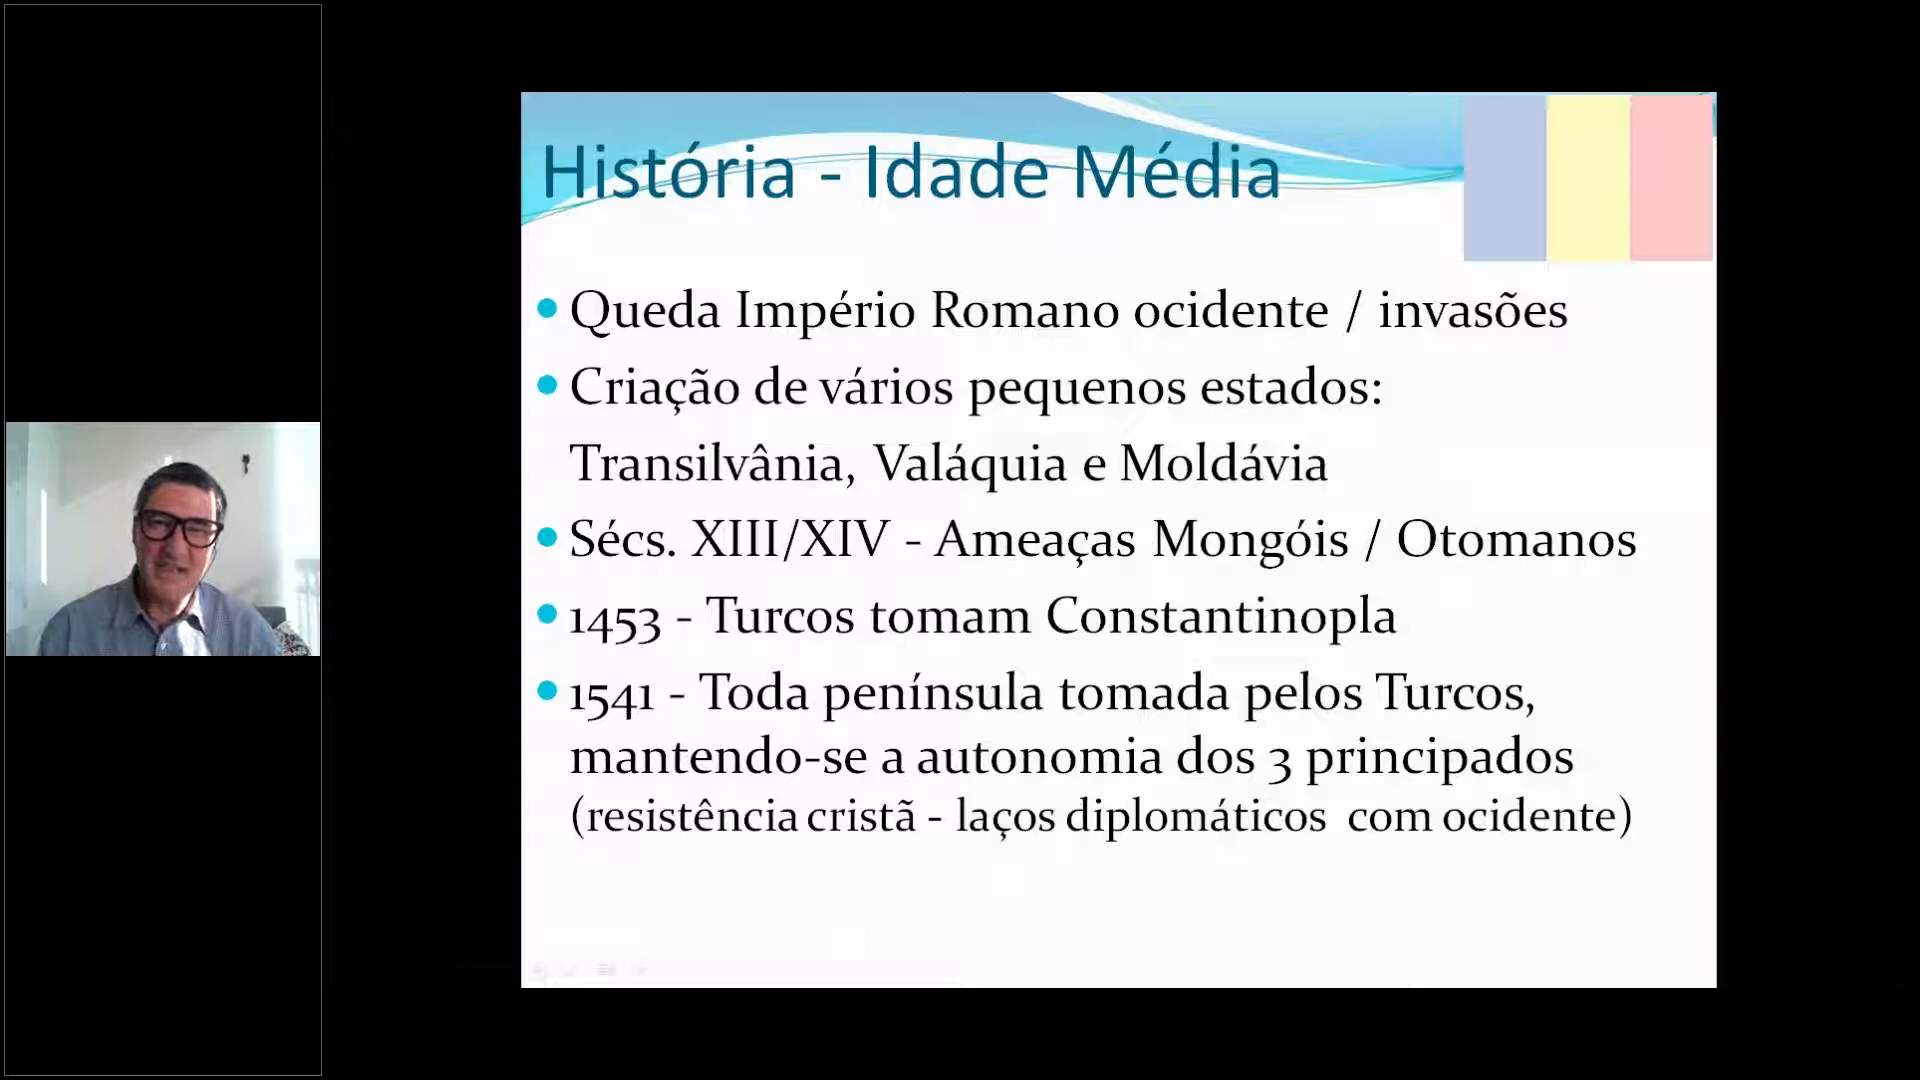 História - Idade Média
• Queda Império Romano ocidente / invasões
• Criação de vários pequenos estados:
Transilvânia, Valáquia e Moldávia
• Sécs. XIII/XIV - Ameaças Mongóis / Otomanos
• 1453 - Turcos tomam Constantinopla
• 1541 - Toda península tomada pelos Turcos,
mantendo-se a autonomia dos 3 principados
(resistência cristã - laços diplomáticos com ocidente)